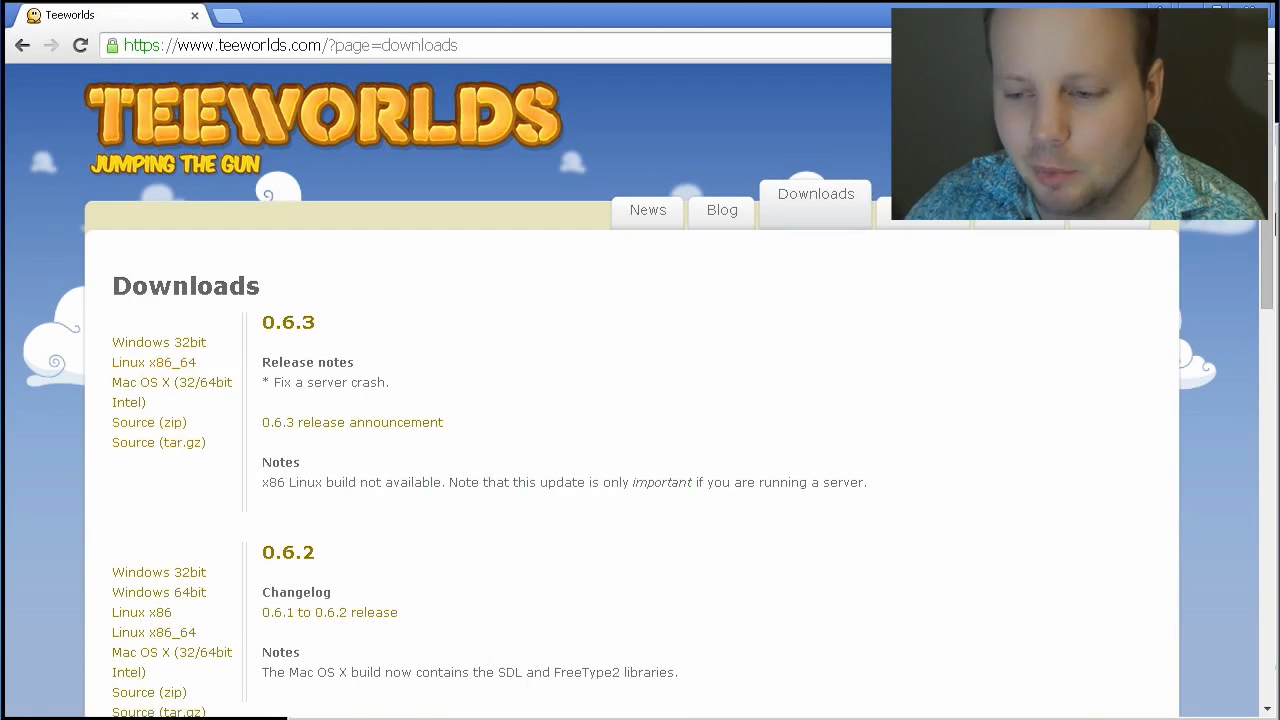 Teeworlds
https://www.teeworlds.com/?page=downloads
TEEWORLDS
JUMPING THE GUN
News
Blog
Downloads
Downloads
Windows 32bit
Linux x86_64
Mac OS X (32/64bit
Intel)
Source (zip)
Source (tar.gz)
0.6.3
Release notes
* Fix a server crash.
0.6.3 release announcement
Notes
x86 Linux build not available. Note that this update is only important if you are running a server.
Windows 32bit
Windows 64bit
Linux x86
Linux x86_64
Mac OS X (32/64bit
Intel)
Source (zip)
Source (tar.gz)
0.6.2
Changelog
0.6.1 to 0.6.2 release
Notes
The Mac OS X build now contains the SDL and FreeType2 libraries.